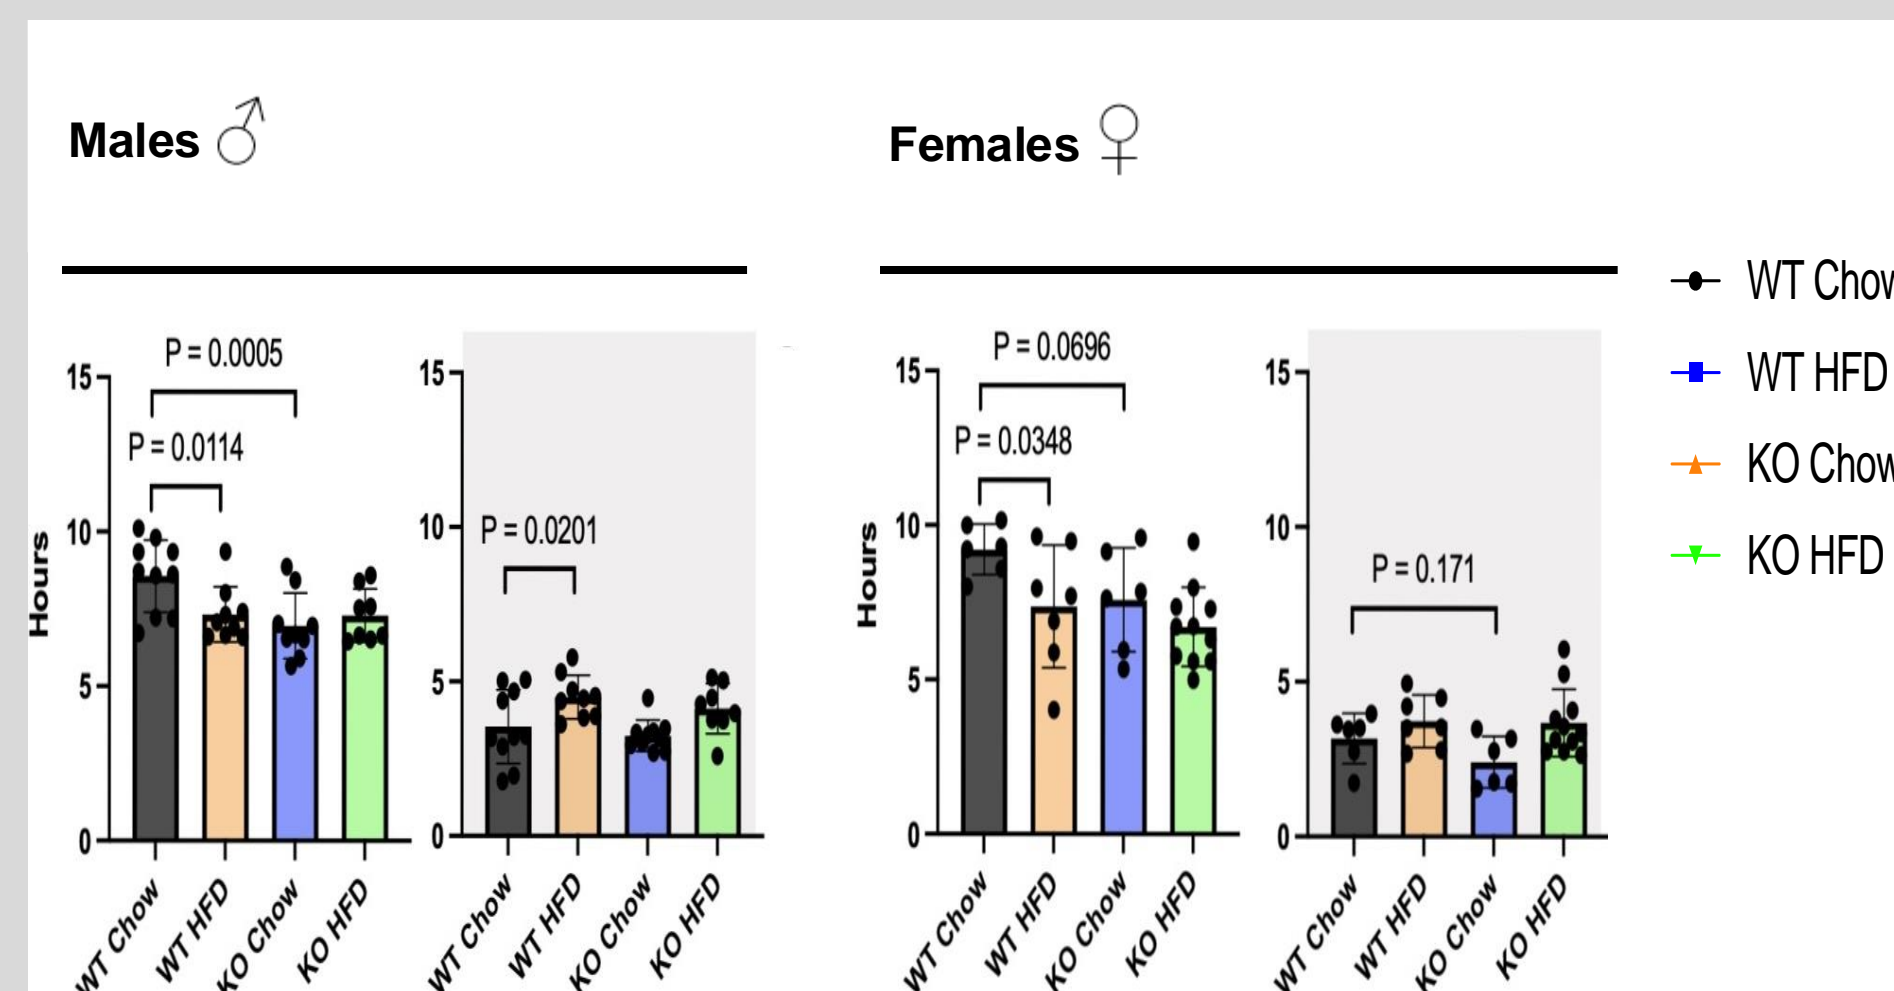 Males ♂
Females ♀
WT Chow
WT HFD
KO Chow
KO HFD
P = 0.0005
P = 0.0114
15
10
5
0
Hours
WT Chow
WT HFD
KO Chow
KO HFD
P = 0.0201
15
10
5
0
WT Chow
WT HFD
KO Chow
KO HFD
P = 0.0696
P = 0.0348
15
10
5
0
Hours
WT Chow
WT HFD
KO Chow
KO HFD
P = 0.171
15
10
5
0
WT Chow
WT HFD
KO Chow
KO HFD